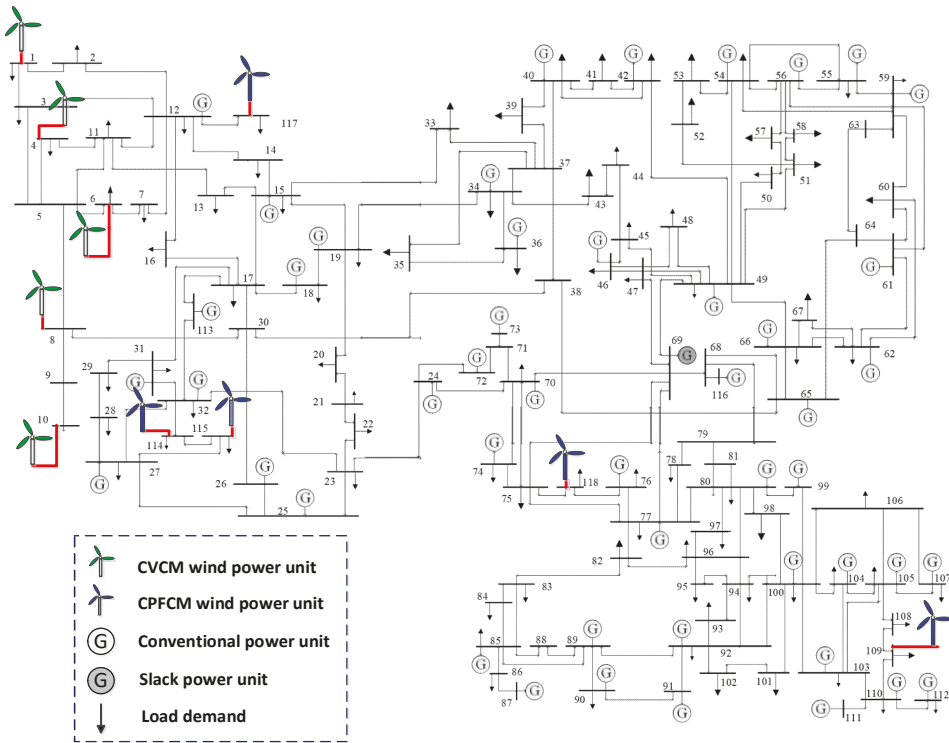 G G G G G
1 2 40 41 42 53 54 56 55 59
G
3 12 G 117 39 63
4 11 33 52 57 58
14 37 44 51
G 34 60
5 6 7 13 15 G 43 50
G
G G G 45 48 64
G 16 19 36 G 46 47 49 G 61
35
17 G 18 38 G
8 113 G 30 73 G 67
9 29 31 20 71 69 G 68 66 G 62 G
G 32 G 24 G 72 70 G 116 G 65 G
10 28 21
G 114 115 22 79
G 27 26 G 23 G 74 75 118 G 76 78 81
25 G 80 G G 99
77 G 97 98
82 96 106
G G G G
83 95 94 100 104 105 107
84 93 108 G
G 85 88 89 G G 92 109
G 86 G 103
87 G G 90 91 G 102 101 G 111 110 G 112 G
CVCM wind power unit
CPFCM wind power unit
G Conventional power unit
G Slack power unit
Load demand